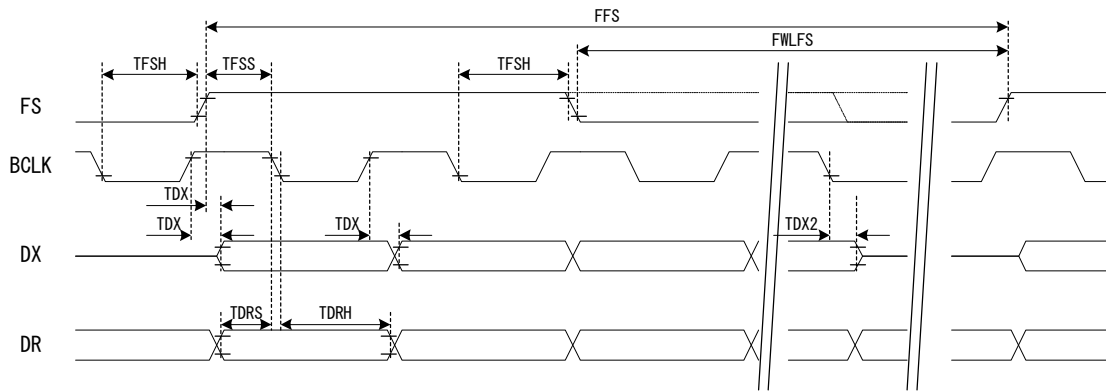 FFS
FWLFS
TFSH TFSS TFSH
FS
BCLK
TDX
TDX TDX TDX2
DX
TDRS TDRH
DR